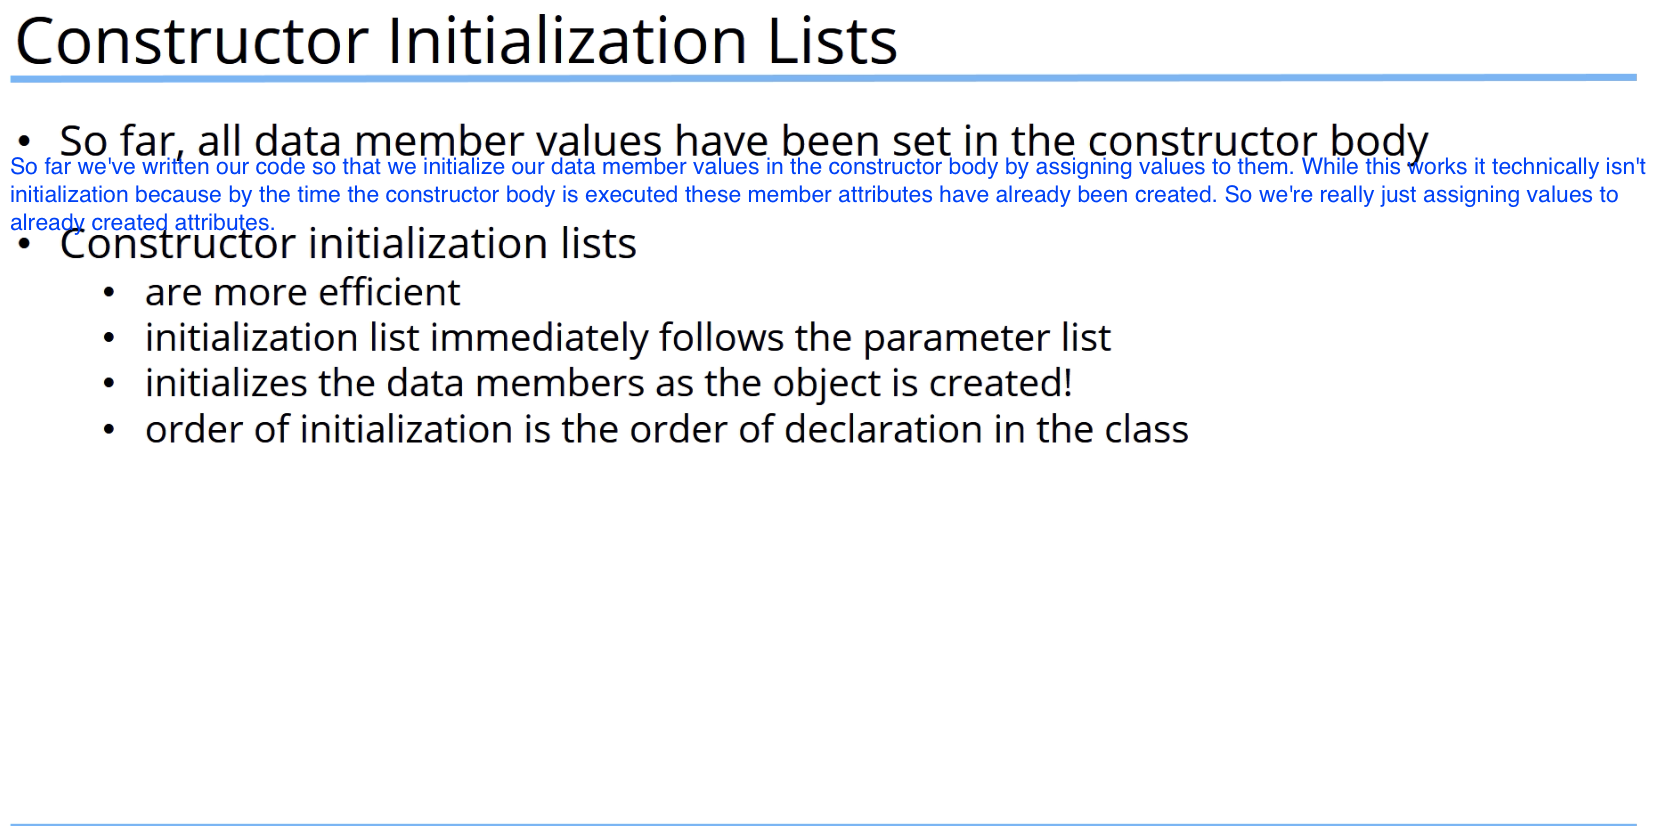 Constructor Initialization Lists
• So far, all data member values have been set in the constructor body
So far we've written our code so that we initialize our data member values in the constructor body by assigning values to them. While this works it technically isn't
initialization because by the time the constructor body is executed these member attributes have already been created. So we're really just assigning values to
already created attributes.
• Constructor initialization lists
• are more efficient
• initialization list immediately follows the parameter list
• initializes the data members as the object is created!
• order of initialization is the order of declaration in the class